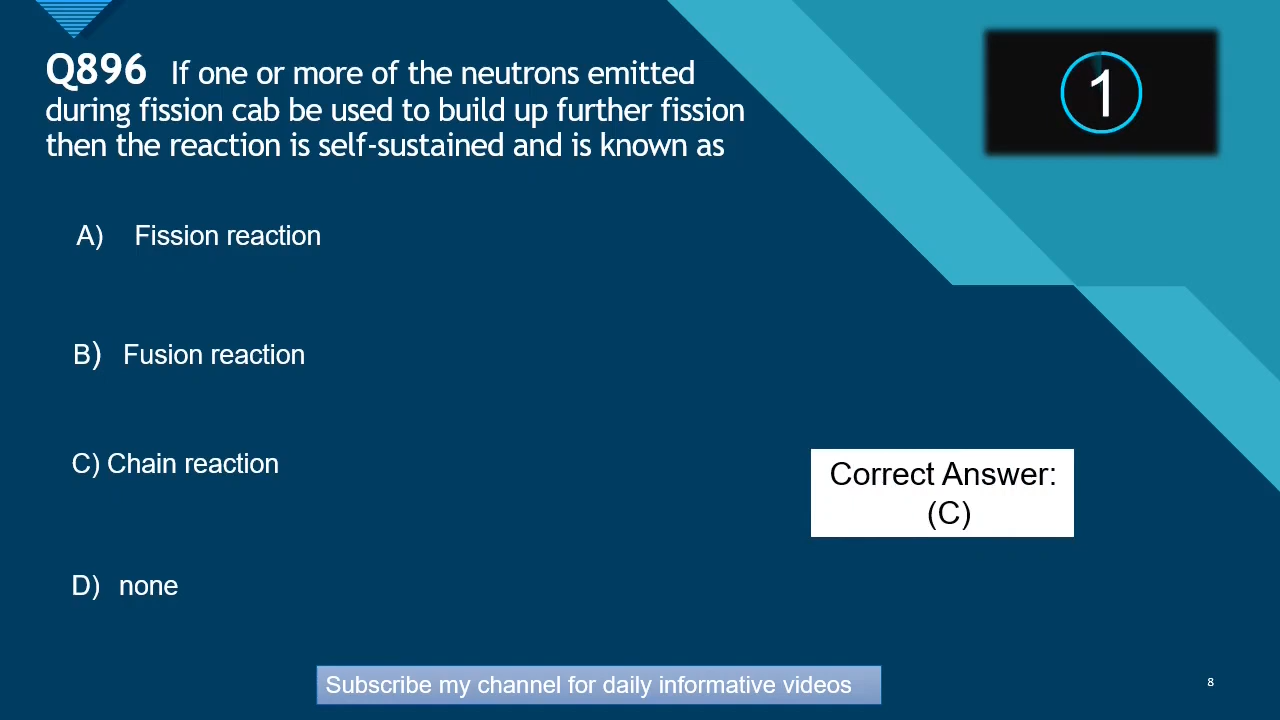 Q896 If one or more of the neutrons emitted
during fission cab be used to build up further fission
then the reaction is self-sustained and is known as
1
A) Fission reaction
B) Fusion reaction
C) Chain reaction
Correct Answer:
(C)
D) none
Subscribe my channel for daily informative videos
8